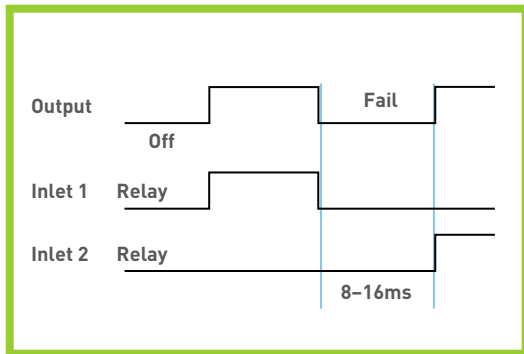 Output
Fail
Off
Inlet 1 Relay
Inlet 2 Relay
8–16ms